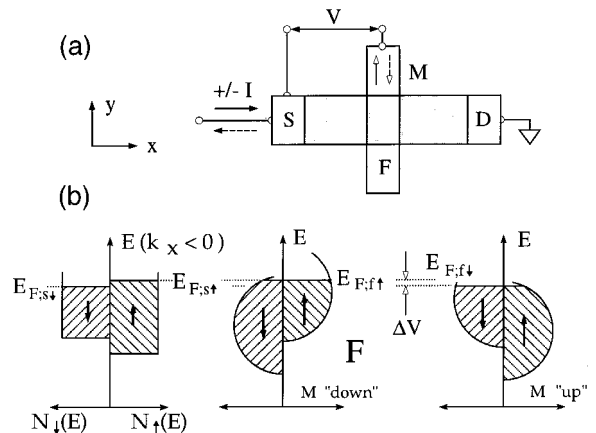 (a)
V
M
+/- I
S
D
F
y
x
(b)
E(k x <0)
E
E
E F;s↓
E F;s↑
E F;f↑
E F;f↓
ΔV
F
N↓(E)
N↑(E)
M "down"
M "up"